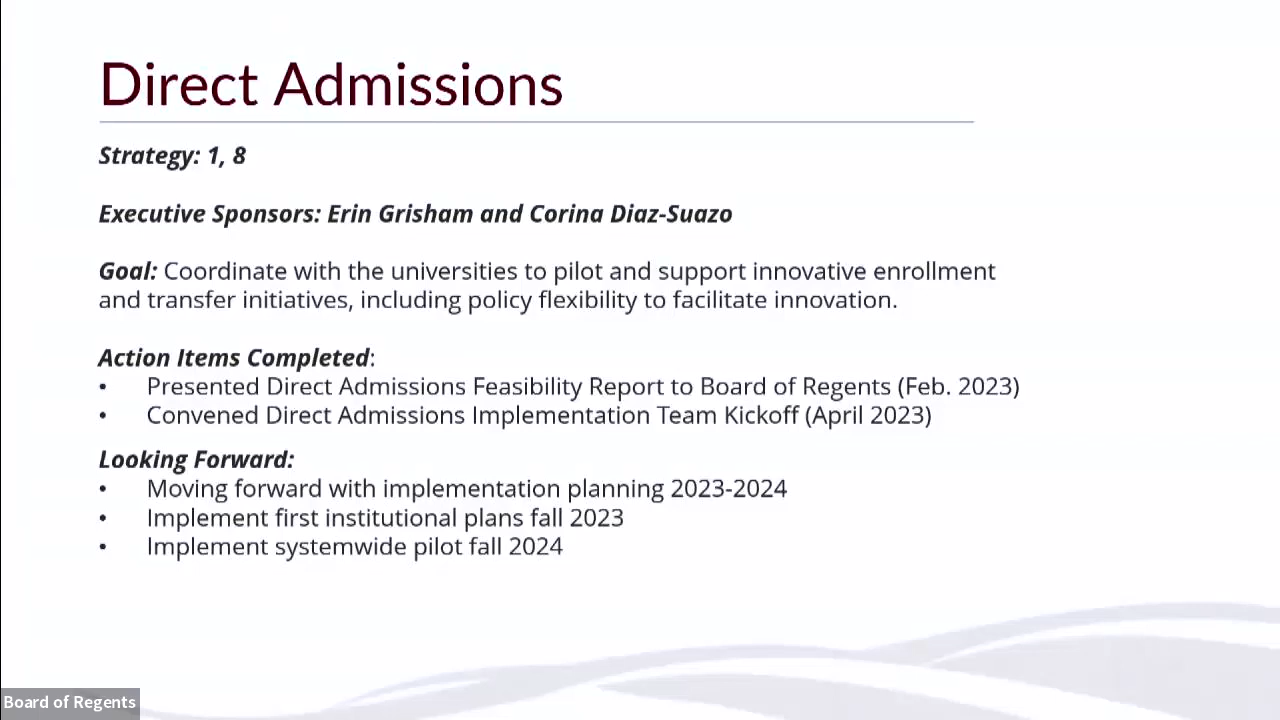 Direct Admissions
Strategy: 1, 8
Executive Sponsors: Erin Grisham and Corina Diaz-Suazo
Goal: Coordinate with the universities to pilot and support innovative enrollment
and transfer initiatives, including policy flexibility to facilitate innovation.
Action Items Completed:
• Presented Direct Admissions Feasibility Report to Board of Regents (Feb. 2023)
• Convened Direct Admissions Implementation Team Kickoff (April 2023)
Looking Forward:
• Moving forward with implementation planning 2023-2024
• Implement first institutional plans fall 2023
• Implement systemwide pilot fall 2024
Board of Regents